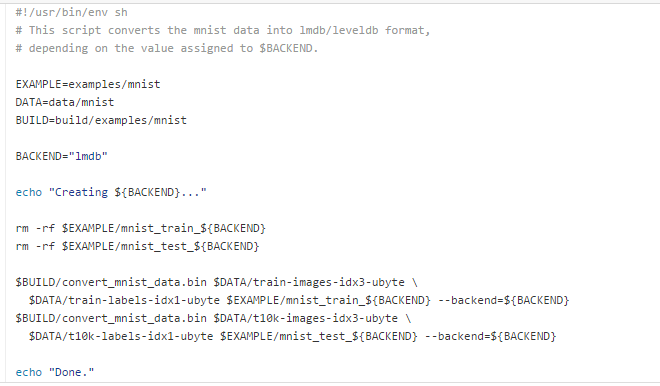 #!/usr/bin/env sh
# This script converts the mnist data into lmdb/leveldb format,
# depending on the value assigned to $BACKEND.
EXAMPLE=examples/mnist
DATA=data/mnist
BUILD=build/examples/mnist
BACKEND="lmdb"
echo "Creating ${BACKEND}..."
rm -rf $EXAMPLE/mnist_train_${BACKEND}
rm -rf $EXAMPLE/mnist_test_${BACKEND}
$BUILD/convert_mnist_data.bin $DATA/train-images-idx3-ubyte \
  $DATA/train-labels-idx1-ubyte $EXAMPLE/mnist_train_${BACKEND} --backend=${BACKEND}
$BUILD/convert_mnist_data.bin $DATA/t10k-images-idx3-ubyte \
  $DATA/t10k-labels-idx1-ubyte $EXAMPLE/mnist_test_${BACKEND} --backend=${BACKEND}
echo "Done."